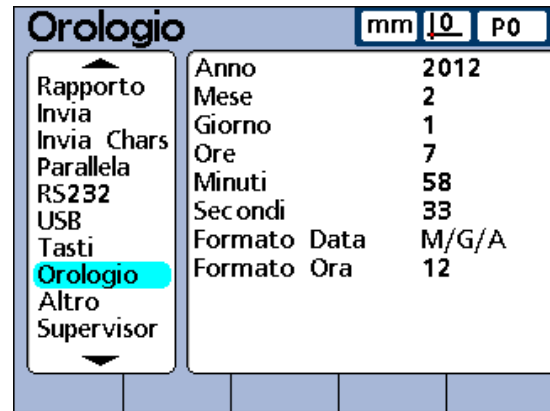 Orologio mm 0 P0
Rapporto
Invia
Invia Chars
Parallela
RS232
USB
Tasti
Orologio
Altro
Supervisor
Anno 2012
Mese 2
Giorno 1
Ore 7
Minuti 58
Secondi 33
Formato Data M/G/A
Formato Ora 12